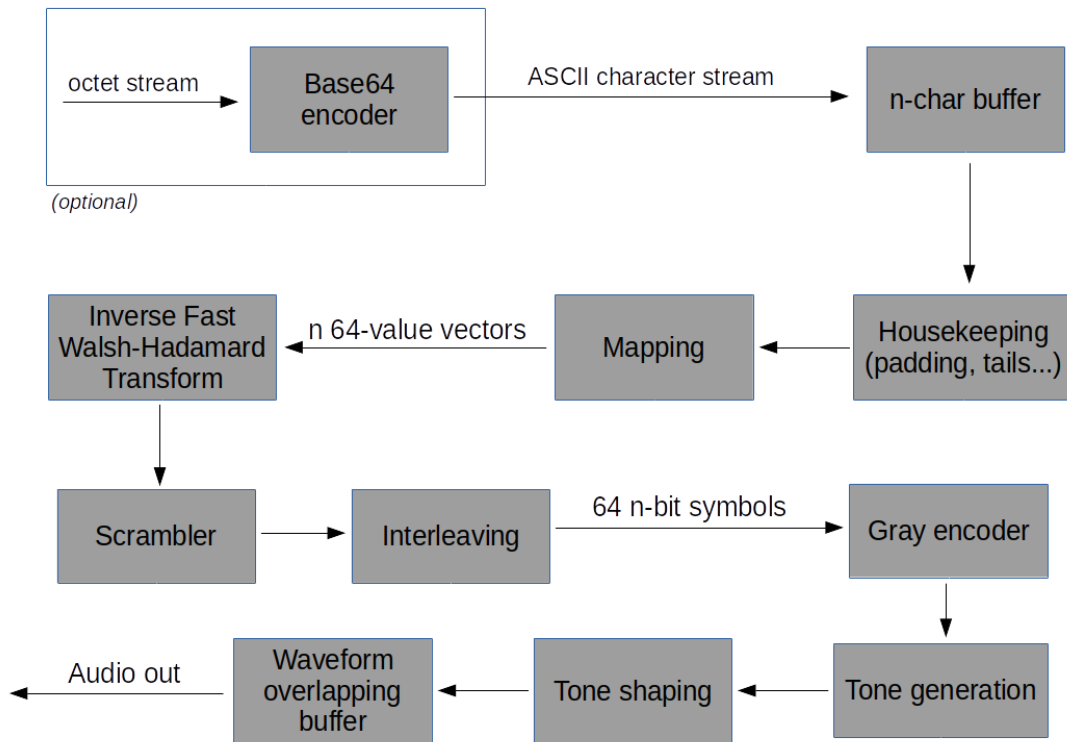 octet stream
Base64
encoder
ASCII character stream
n-char buffer
(optional)
Inverse Fast
Walsh-Hadamard
Transform
n 64-value vectors
Mapping
Housekeeping
(padding, tails...)
Scrambler
Interleaving
64 n-bit symbols
Gray encoder
Audio out
Waveform
overlapping
buffer
Tone shaping
Tone generation